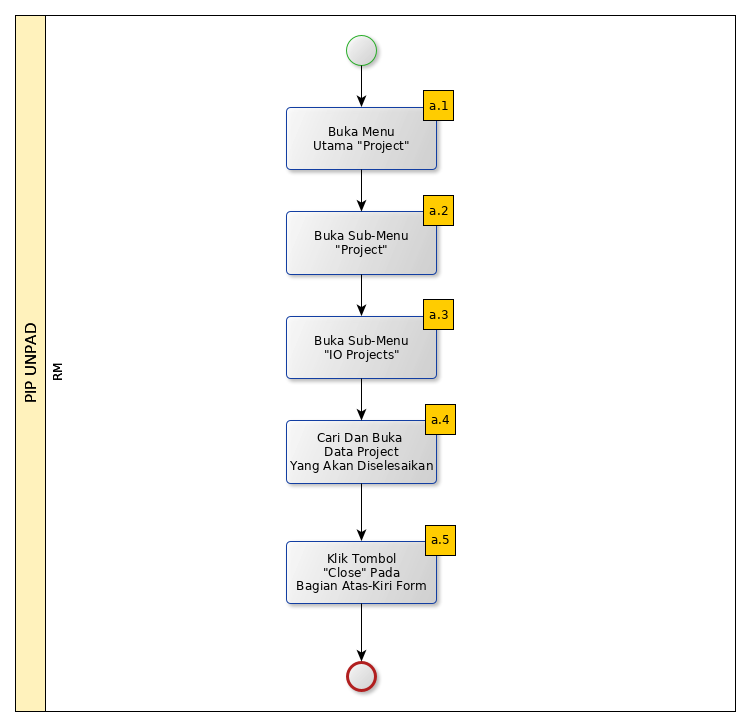 PIP UNPAD
RM
a.1
Buka Menu
Utama "Project"
a.2
Buka Sub-Menu
"Project"
a.3
Buka Sub-Menu
"IO Projects"
a.4
Cari Dan Buka
Data Project
Yang Akan Diselesaikan
a.5
Klik Tombol
"Close" Pada
Bagian Atas-Kiri Form